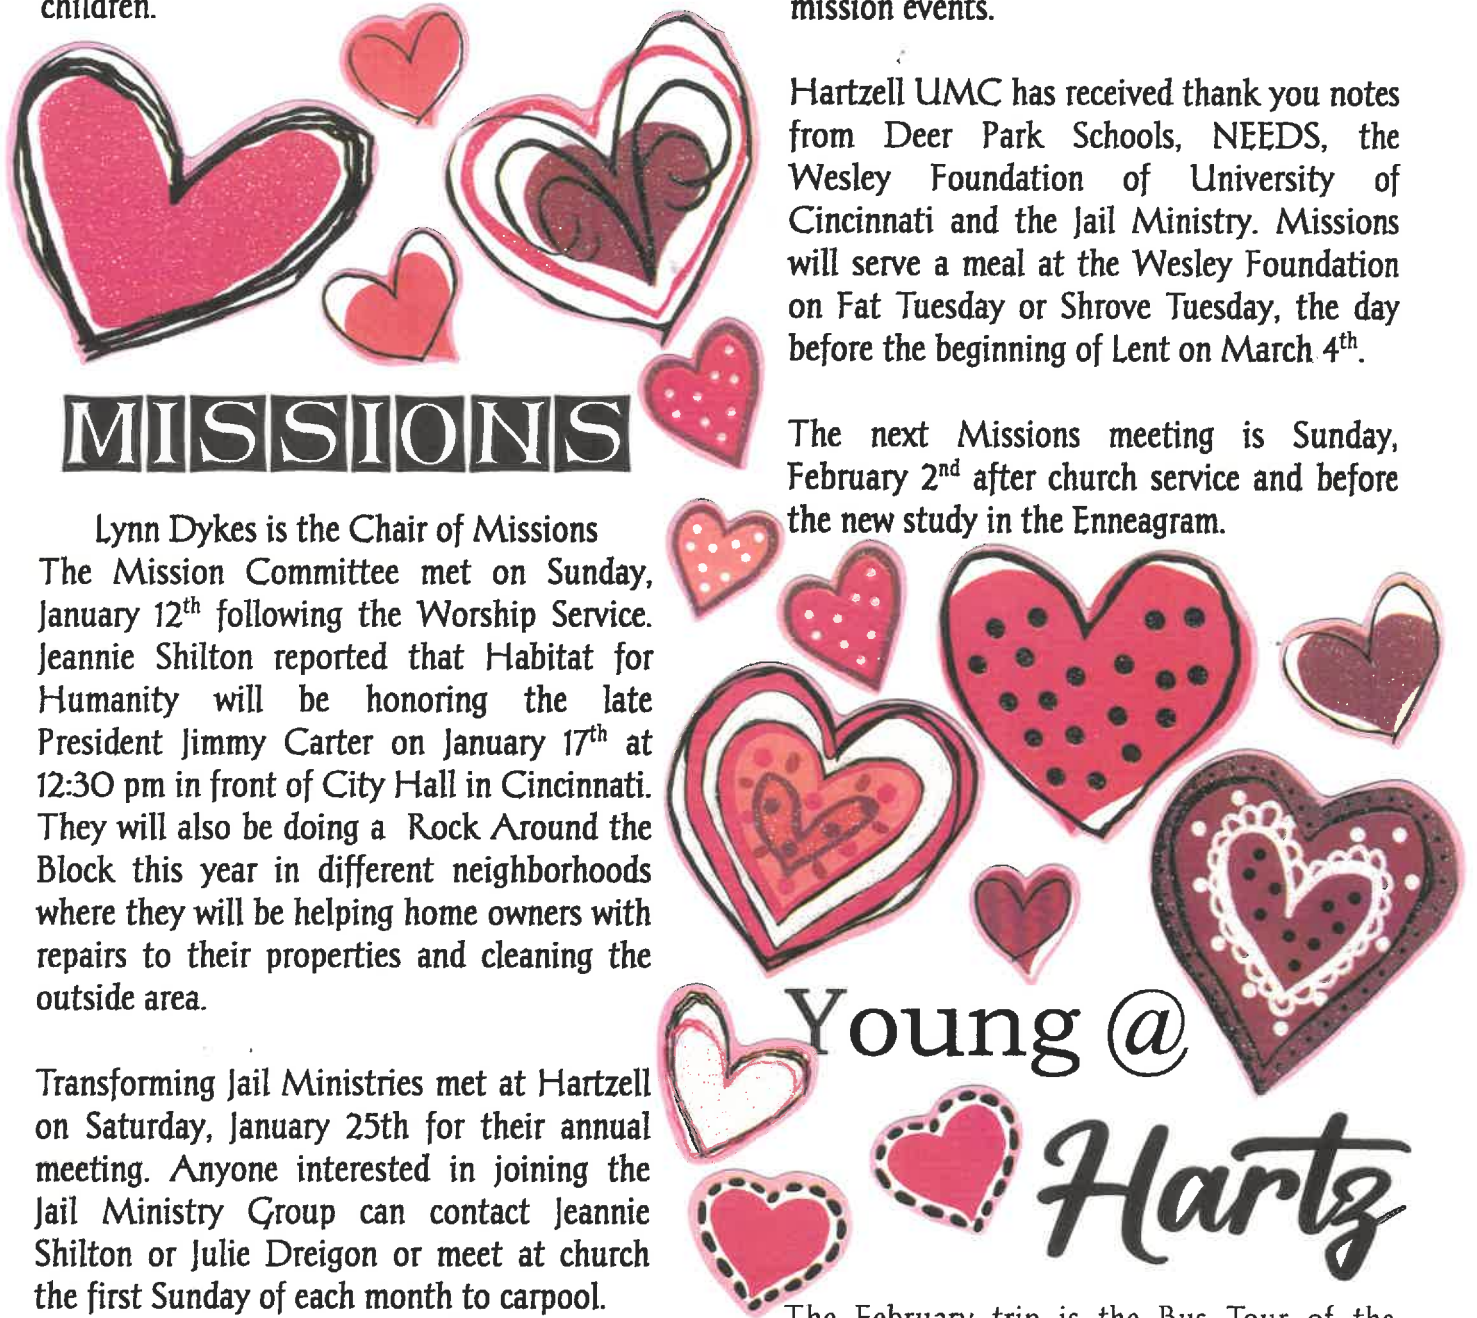 children.
MISSIONS
Lynn Dykes is the Chair of Missions
The Mission Committee met on Sunday,
January 12th following the Worship Service.
Jeannie Shilton reported that Habitat for
Humanity will be honoring the late
President Jimmy Carter on January 17th at
12:30 pm in front of City Hall in Cincinnati.
They will also be doing a Rock Around the
Block this year in different neighborhoods
where they will be helping home owners with
repairs to their properties and cleaning the
outside area.
Transforming Jail Ministries met at Hartzell
on Saturday, January 25th for their annual
meeting. Anyone interested in joining the
Jail Ministry Group can contact Jeannie
Shilton or Julie Dreigon or meet at church
the first Sunday of each month to carpool.
mission events.
Hartzell UMC has received thank you notes
from Deer Park Schools, NEEDS, the
Wesley Foundation of University of
Cincinnati and the Jail Ministry. Missions
will serve a meal at the Wesley Foundation
on Fat Tuesday or Shrove Tuesday, the day
before the beginning of Lent on March 4th.
The next Missions meeting is Sunday,
February 2nd after church service and before
the new study in the Enneagram.
Young @
Hartz
The February trip is the Bus Tour of the